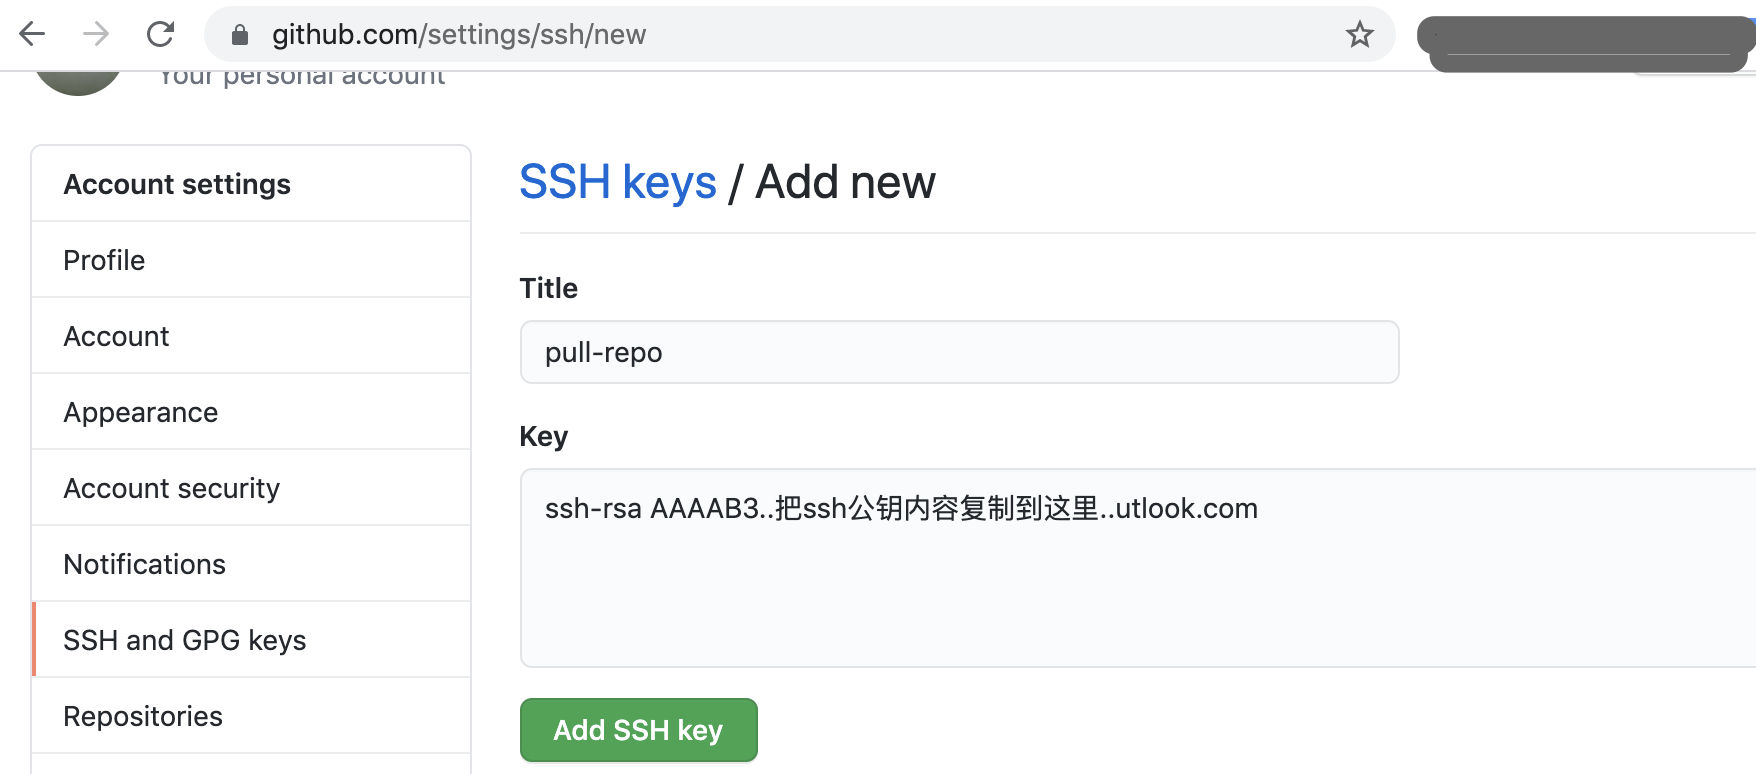 github.com/settings/ssh/new
Your personal account
Account settings
Profile
Account
Appearance
Account security
Notifications
SSH and GPG keys
Repositories
SSH keys / Add new
Title
pull-repo
Key
ssh-rsa AAAAB3..把ssh公钥内容复制到这里..utlook.com
Add SSH key